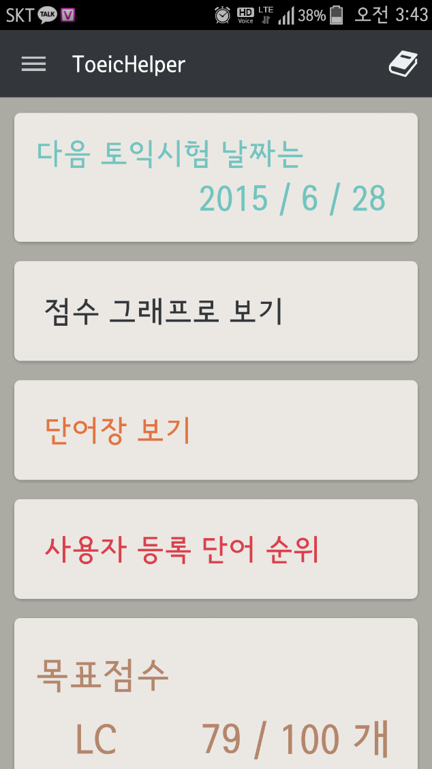 SKT TALK V HD Voice LTE 38% 오전 3:43
ToeicHelper
다음 토익시험 날짜는
2015 / 6 / 28
점수 그래프로 보기
단어장 보기
사용자 등록 단어 순위
목표점수
LC 79 / 100 개